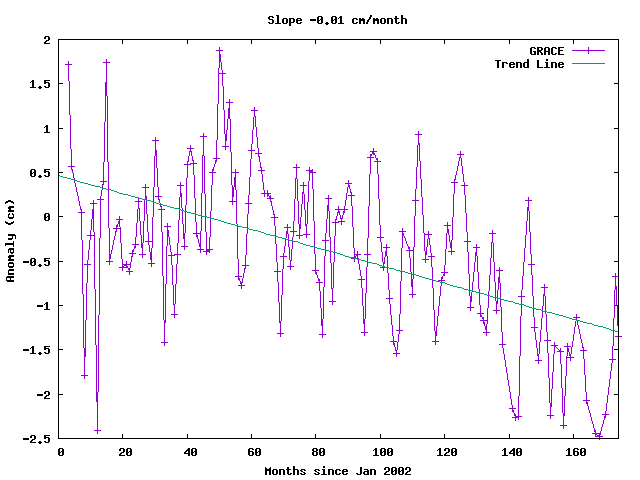 Slope -0.01 cm/month
GRACE
Trend Line
2
1.5
1
0.5
0
-0.5
-1
-1.5
-2
-2.5
Anomaly (cm)
0 20 40 60 80 100 120 140 160
Months since Jan 2002